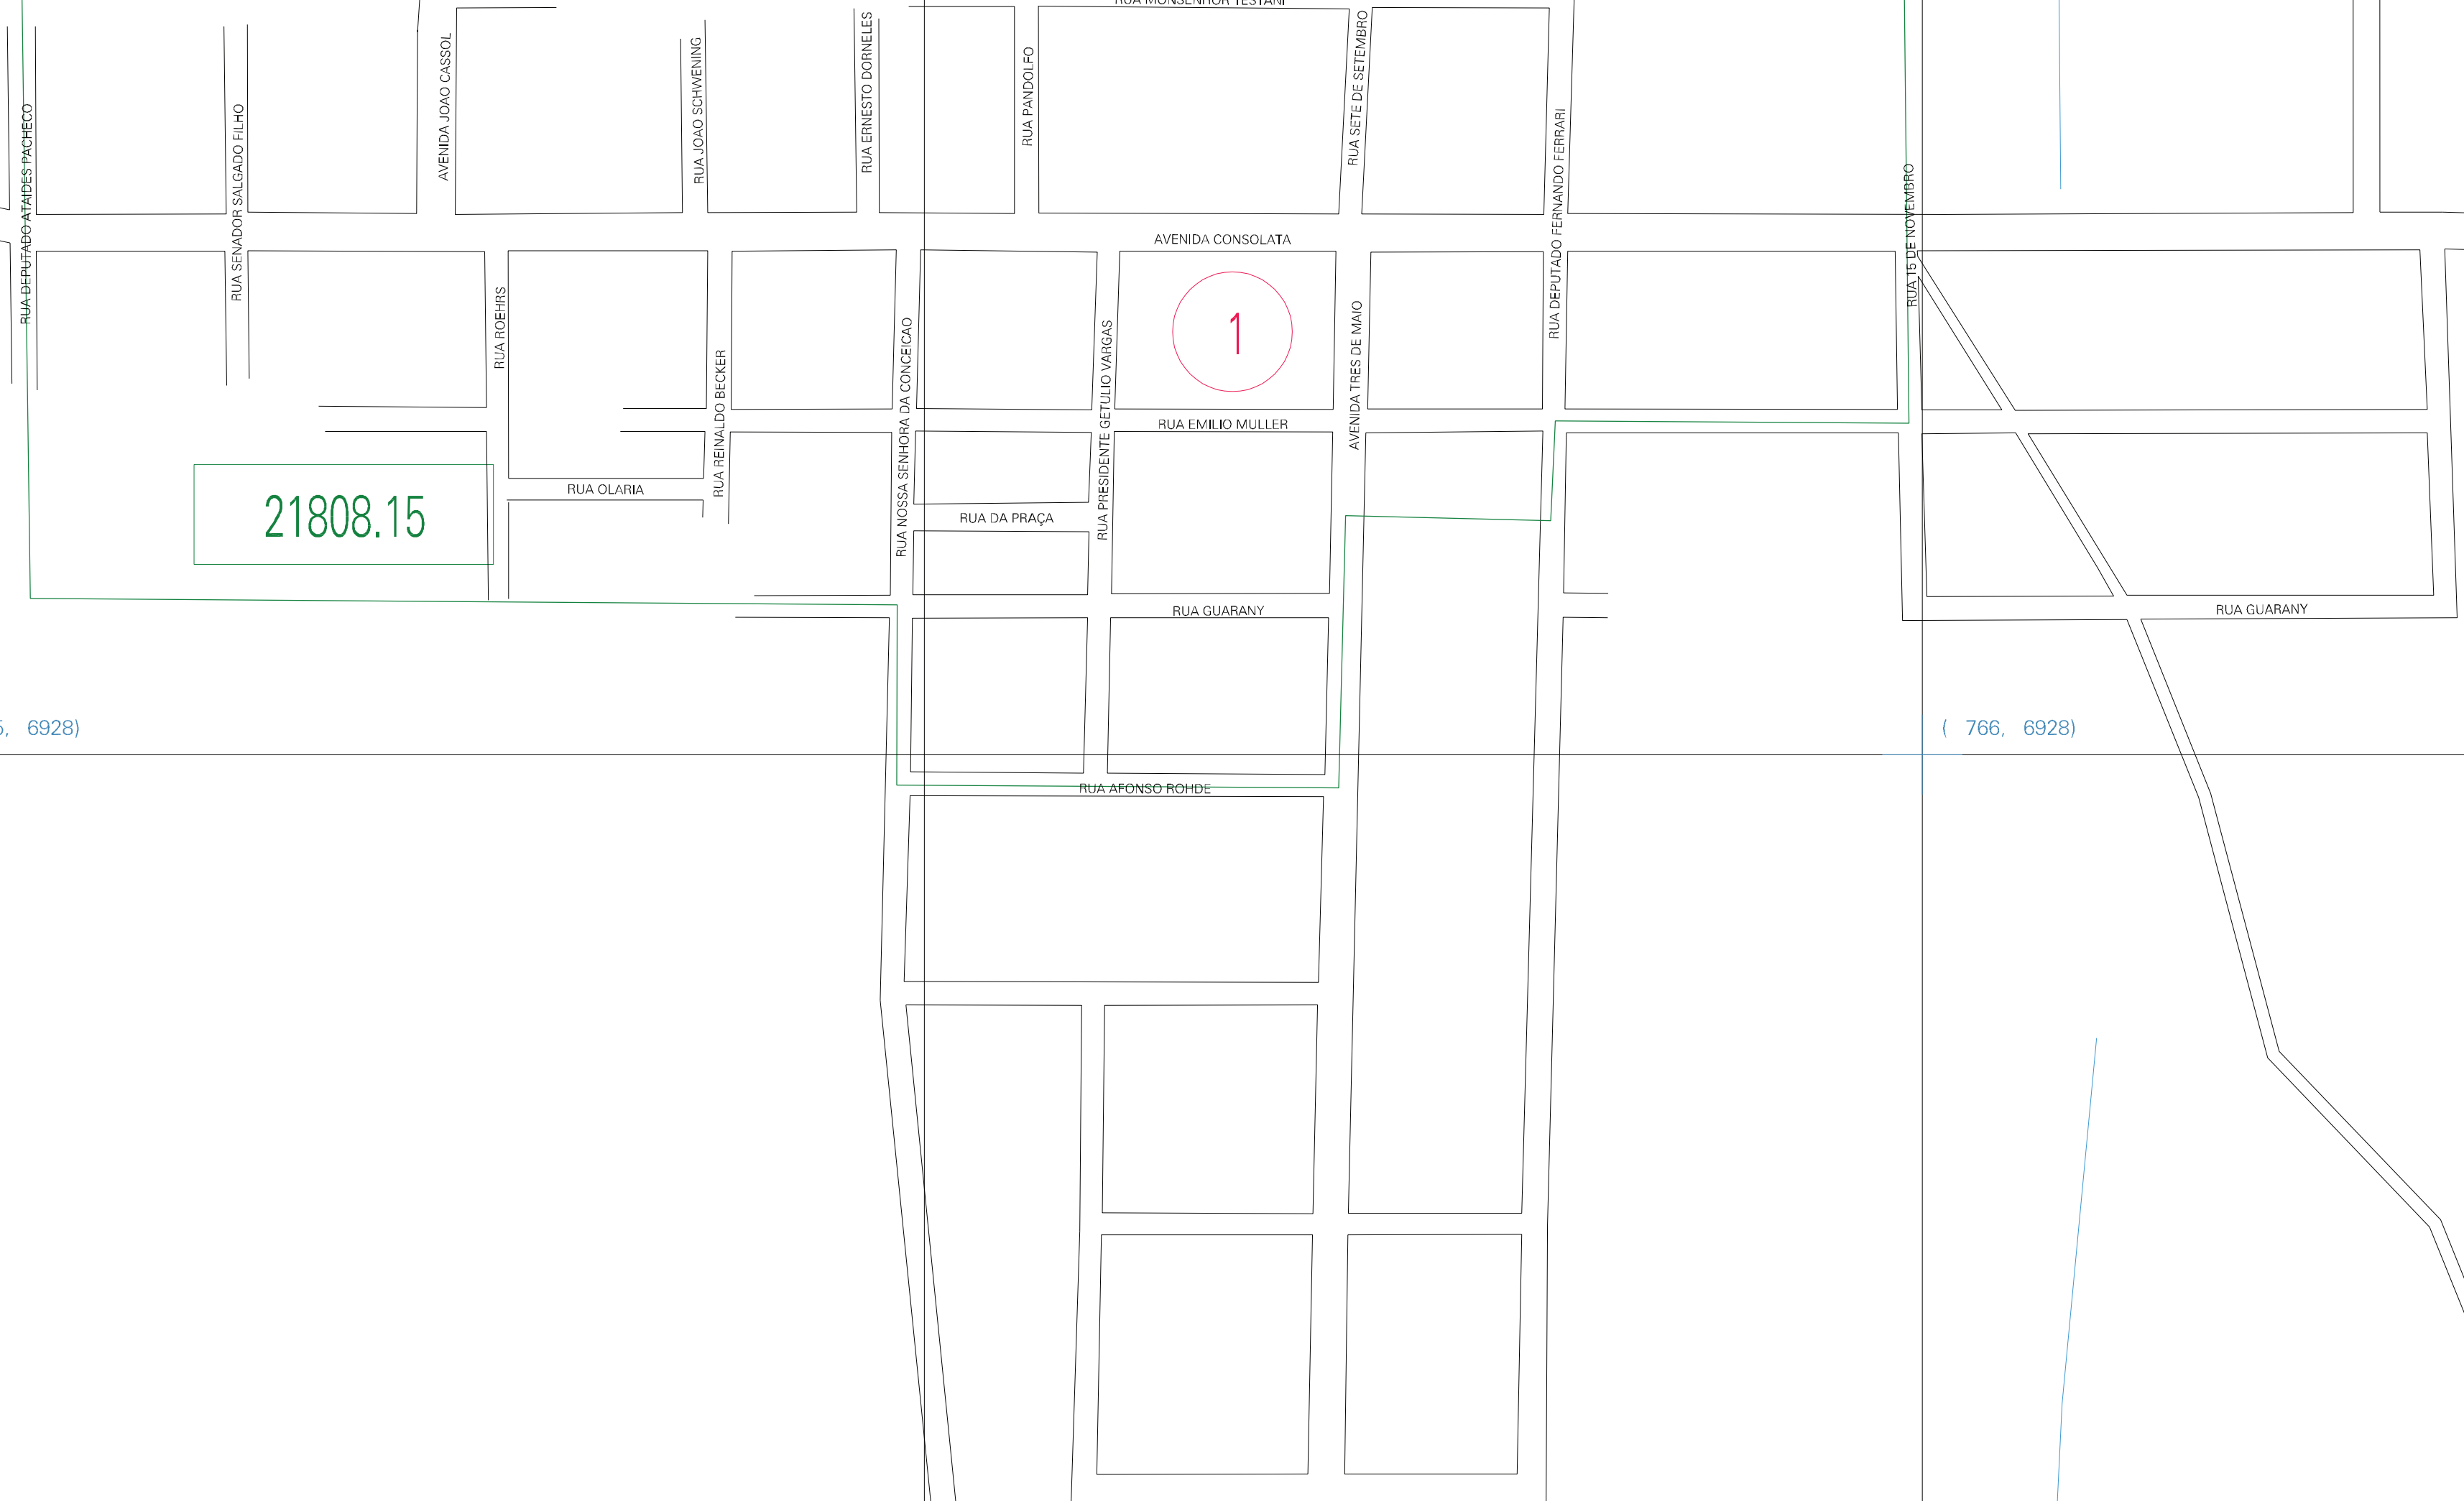 RUA MONSENHOR TESTANI
RUA DEPUTADO ATAIDES PACHECO
RUA SENADOR SALGADO FILHO
AVENIDA JOAO CASSOL
RUA JOAO SCHWENING
RUA ERNESTO DORNELES
RUA PANDOLFO
RUA SETE DE SETEMBRO
RUA DEPUTADO FERNANDO FERRARI
RUA 15 DE NOVEMBRO
AVENIDA CONSOLATA
RUA ROEHRS
RUA REINALDO BECKER
RUA NOSSA SENHORA DA CONCEICAO
RUA PRESIDENTE GETULIO VARGAS
1
AVENIDA TRES DE MAIO
RUA EMILIO MULLER
21808.15
RUA OLARIA
RUA DA PRAÇA
RUA GUARANY
RUA GUARANY
, 6928)
( 766, 6928)
RUA AFONSO ROHDE